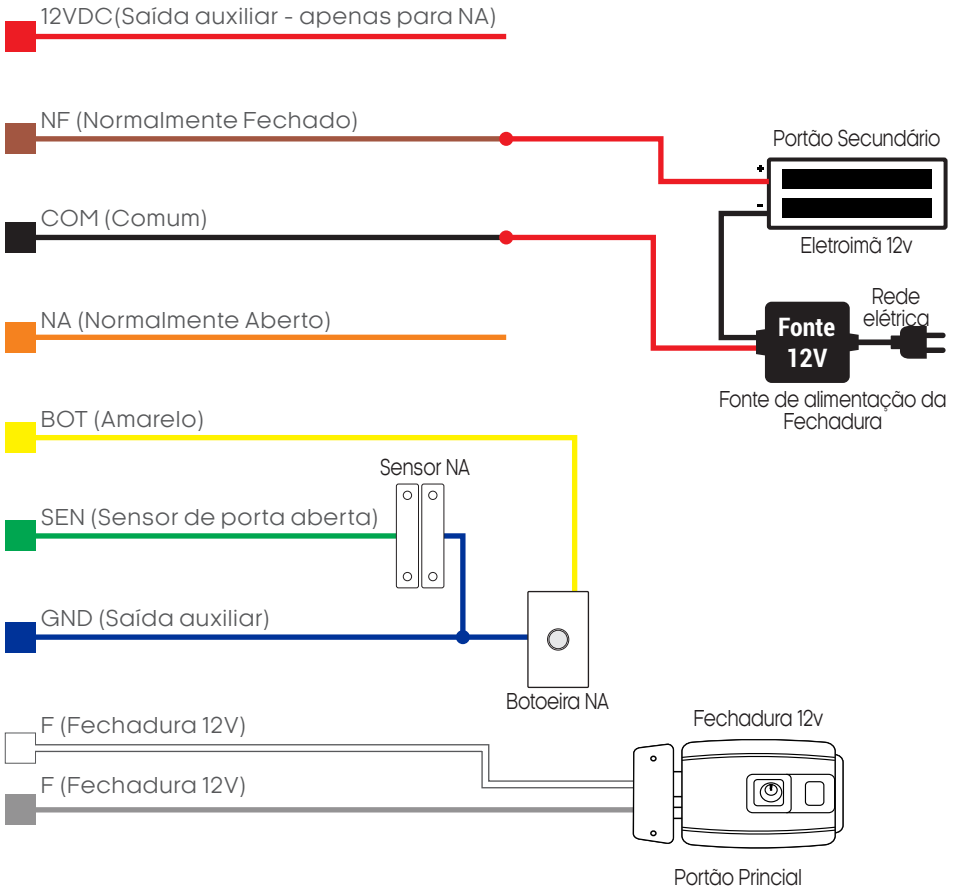 12VDC(Saída auxiliar - apenas para NA)
NF (Normalmente Fechado)
Portão Secundário
+
-
Eletroimã 12v
COM (Comum)
NA (Normalmente Aberto)
Rede
elétrica
Fonte
12V
Fonte de alimentação da
Fechadura
BOT (Amarelo)
Sensor NA
SEN (Sensor de porta aberta)
GND (Saída auxiliar)
Botoeira NA
F (Fechadura 12V)
F (Fechadura 12V)
Fechadura 12v
Portão Princial